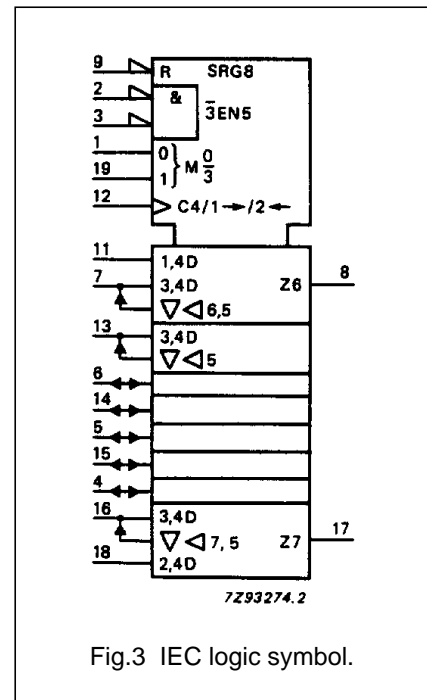 9 R SRG8
2 &
3̅EN5
3
1 0
M 0/3
19 1
12 C4/1→/2←
11 1,4D
7 3,4D Z6 8
▽ ◁ 6,5
13 3,4D
▽ ◁ 5
6
14
5
15
4
16 3,4D
▽ ◁ 7, 5 Z7 17
18 2,4D
7Z93274.2
Fig.3 IEC logic symbol.